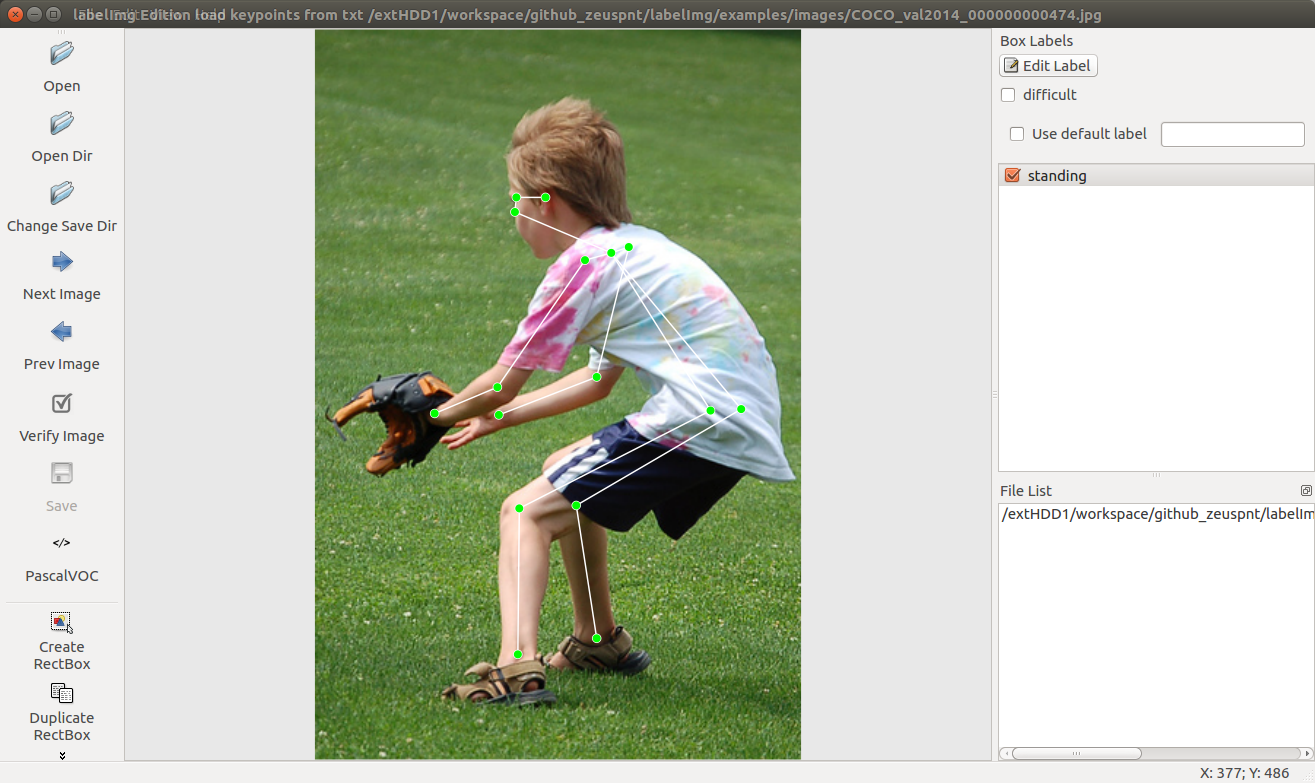 labelImg Edition load keypoints from txt /extHDD1/workspace/github_zeuspnt/labelImg/examples/images/COCO_val2014_000000000474.jpg
Open
Open Dir
Change Save Dir
Next Image
Prev Image
Verify Image
Save
</>
PascalVOC
Create
RectBox
Duplicate
RectBox
Box Labels
Edit Label
difficult
Use default label
standing
File List
/extHDD1/workspace/github_zeuspnt/labelIm
X: 377; Y: 486